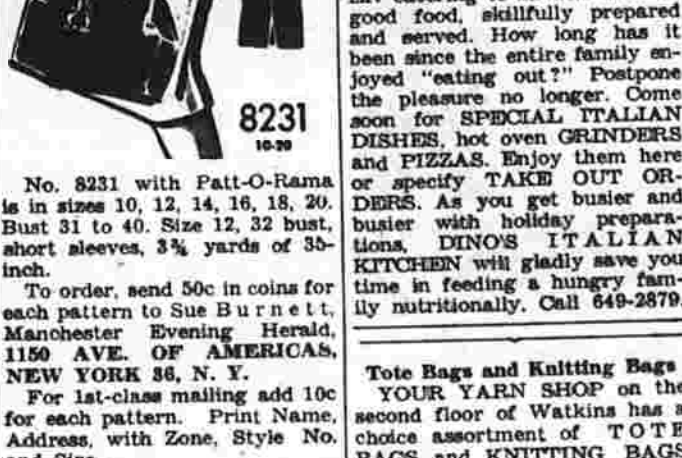 8231
10-20
No. 8231 with Patt-O-Rama
is in sizes 10, 12, 14, 16, 18, 20.
Bust 31 to 40. Size 12, 32 bust,
short sleeves, 3¾ yards of 35-
inch.
To order, send 50c in coins for
each pattern to Sue Burnett,
Manchester Evening Herald,
1150 AVE. OF AMERICAS,
NEW YORK 36, N. Y.
For 1st-class mailing add 10c
for each pattern. Print Name,
Address, with Zone, Style No.
and Size.
good food, skillfully prepared
and served. How long has it
been since the entire family en-
joyed "eating out?" Postpone
the pleasure no longer. Come
soon for SPECIAL ITALIAN
DISHES, hot oven GRINDERS
and PIZZAS. Enjoy them here
or specify TAKE OUT OR-
DERS. As you get busier and
busier with holiday prepara-
tions, DINO'S ITALIAN
KITCHEN will gladly save you
time in feeding a hungry fam-
ily nutritionally. Call 649-2879.
Tote Bags and Knitting Bags
YOUR YARN SHOP on the
second floor of Watkins has a
choice assortment of TOTE
BAGS and KNITTING BAGS